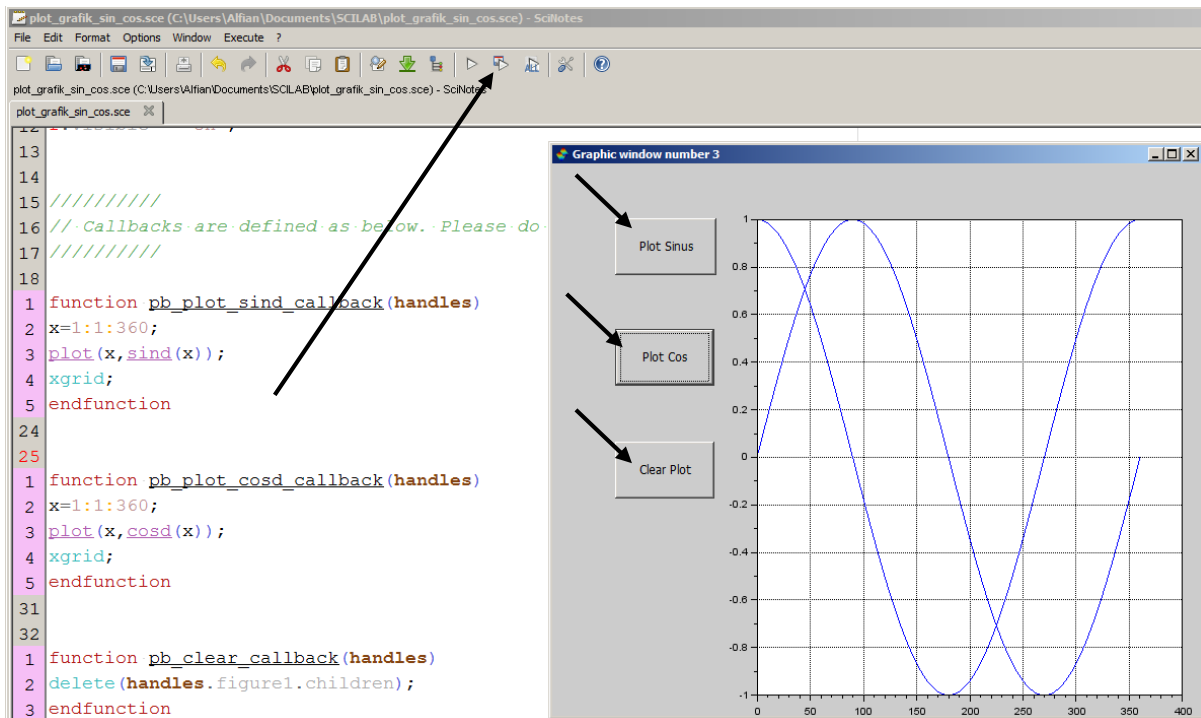 plot_grafik_sin_cos.sce (C:\Users\Alfian\Documents\SCILAB\plot_grafik_sin_cos.sce) - SciNotes
File Edit Format Options Window Execute ?
plot_grafik_sin_cos.sce (C:\Users\Alfian\Documents\SCILAB\plot_grafik_sin_cos.sce) - SciNotes
plot_grafik_sin_cos.sce
13
14
15 //////////
16 // Callbacks are defined as below. Please do
17 //////////
18
1 function pb_plot_sind_callback(handles)
2 x=1:1:360;
3 plot(x,sind(x));
4 xgrid;
5 endfunction
24
25
1 function pb_plot_cosd_callback(handles)
2 x=1:1:360;
3 plot(x,cosd(x));
4 xgrid;
5 endfunction
31
32
1 function pb_clear_callback(handles)
2 delete(handles.figure1.children);
3 endfunction
Graphic window number 3
Plot Sinus
Plot Cos
Clear Plot
1
0.8
0.6
0.4
0.2
0
-0.2
-0.4
-0.6
-0.8
-1
0 50 100 150 200 250 300 350 400